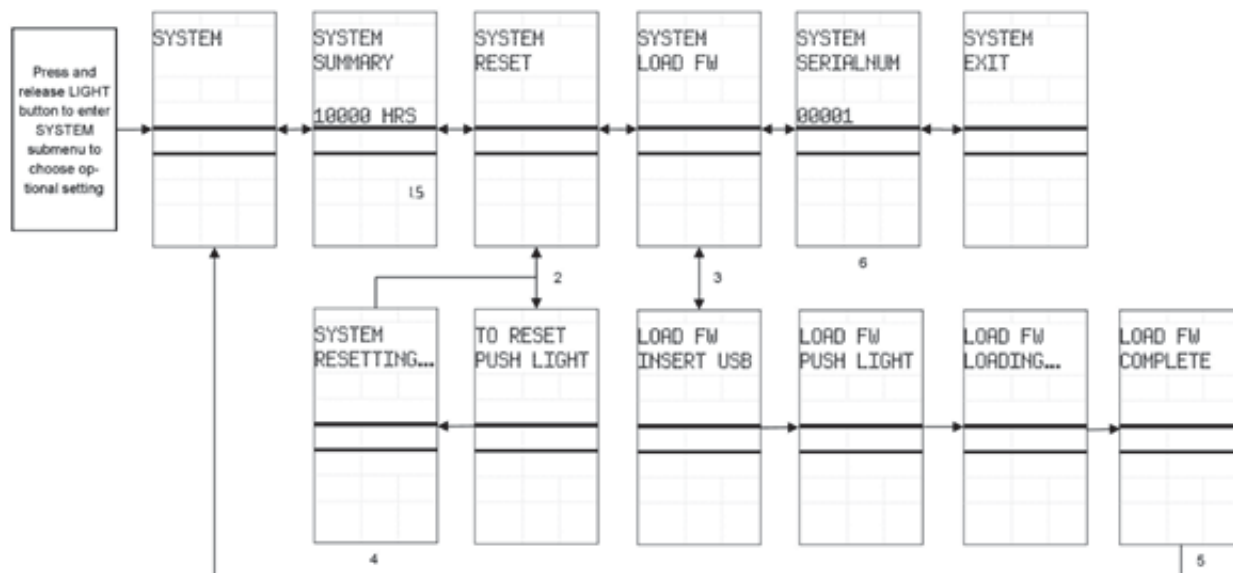 Press and
release LIGHT
button to enter
SYSTEM
submenu to
choose op-
tional setting
SYSTEM
SYSTEM
SUMMARY
10000 HRS
1.5
SYSTEM
RESET
SYSTEM
LOAD FW
SYSTEM
SERIALNUM
00001
SYSTEM
EXIT
2
3
6
SYSTEM
RESETTING...
TO RESET
PUSH LIGHT
LOAD FW
INSERT USB
LOAD FW
PUSH LIGHT
LOAD FW
LOADING...
LOAD FW
COMPLETE
4
5